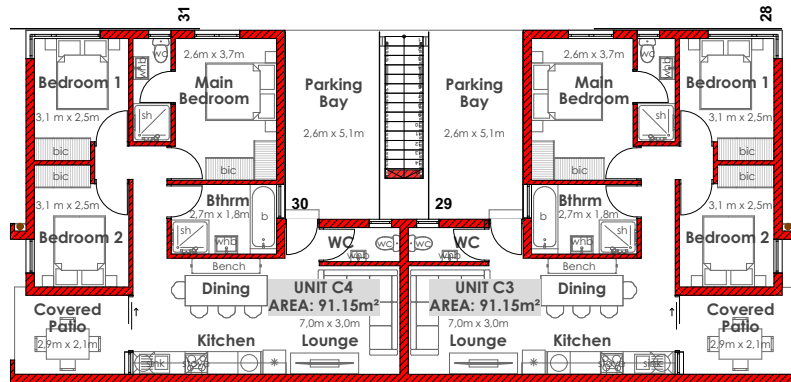 31
28
wc
wc
2,6m x 3,7m
2,6m x 3,7m
whb
whb
Bedroom 1
Main
Bedroom
Parking
Bay
Parking
Bay
Main
Bedroom
Bedroom 1
3,1 m x 2,5m
sh
2,6m x 5,1m
2,6m x 5,1m
sh
3,1 m x 2,5m
bic
bic
bic
bic
bic
bic
3,1 m x 2,5m
Bthrm
2,7m x 1,8m
30
29
Bthrm
2,7m x 1,8m
3,1 m x 2,5m
b
b
Bedroom 2
sh
whb
WC
wc
whb
wc
WC
whb
whb
sh
Bedroom 2
Bench
Bench
Dining
UNIT C4
AREA: 91.15m²
UNIT C3
AREA: 91.15m²
Dining
Covered
Patio
2,9m x 2,1m
7,0m x 3,0m
7,0m x 3,0m
Covered
Patio
2,9m x 2,1m
Kitchen
Lounge
Lounge
Kitchen
sink
stove
stove
sink